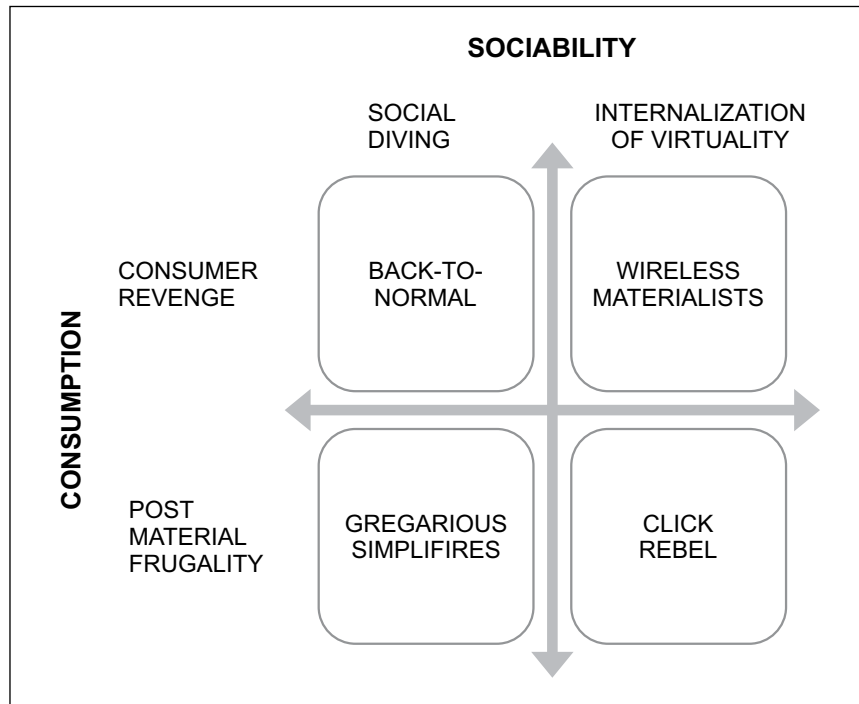 SOCIABILITY
SOCIAL
DIVING
INTERNALIZATION
OF VIRTUALITY
CONSUMPTION
CONSUMER
REVENGE
BACK-TO-
NORMAL
WIRELESS
MATERIALISTS
POST
MATERIAL
FRUGALITY
GREGARIOUS
SIMPLIFIRES
CLICK
REBEL